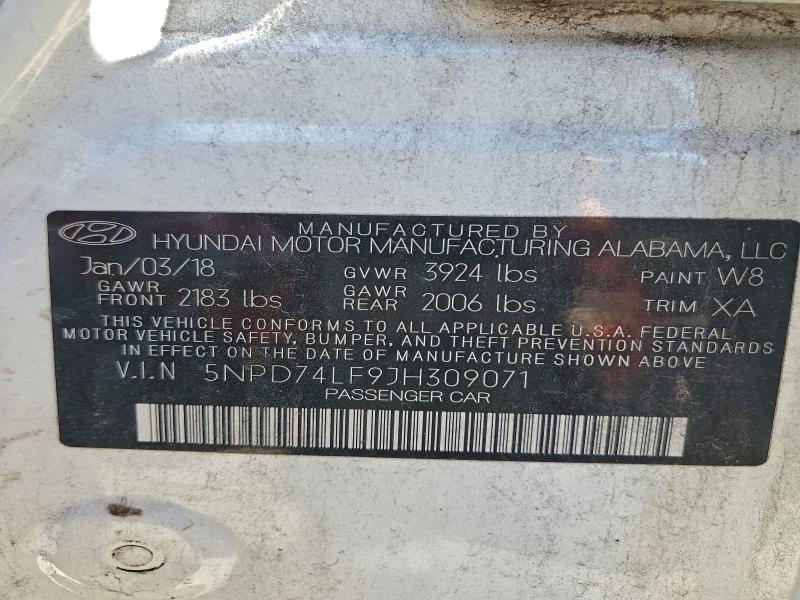 MANUFACTURED BY
HYUNDAI MOTOR MANUFACTURING ALABAMA, LLC
Jan/03/18 GVWR 3924 lbs PAINT W8
GAWR FRONT 2183 lbs GAWR REAR 2006 lbs TRIM XA
THIS VEHICLE CONFORMS TO ALL APPLICABLE U.S.A. FEDERAL
MOTOR VEHICLE SAFETY, BUMPER, AND THEFT PREVENTION STANDARDS
IN EFFECT ON THE DATE OF MANUFACTURE SHOWN ABOVE.
V.I.N 5NPD74LF9JH309071
PASSENGER CAR